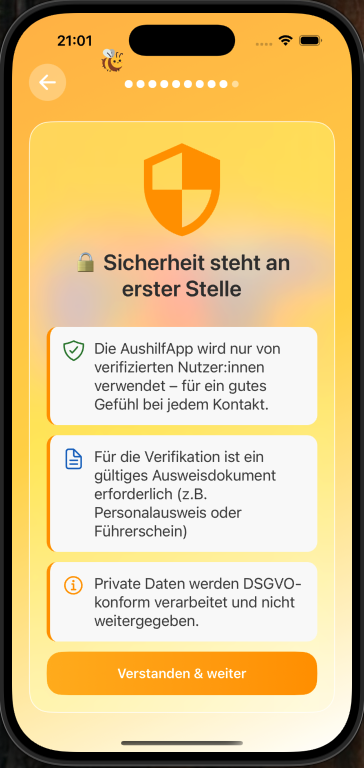 21:01
Sicherheit steht an
erster Stelle
Die AushilfApp wird nur von
verifizierten Nutzer:innen
verwendet – für ein gutes
Gefühl bei jedem Kontakt.
Für die Verifikation ist ein
gültiges Ausweisdokument
erforderlich (z.B.
Personalausweis oder
Führerschein)
Private Daten werden DSGVO-
konform verarbeitet und nicht
weitergegeben.
Verstanden & weiter